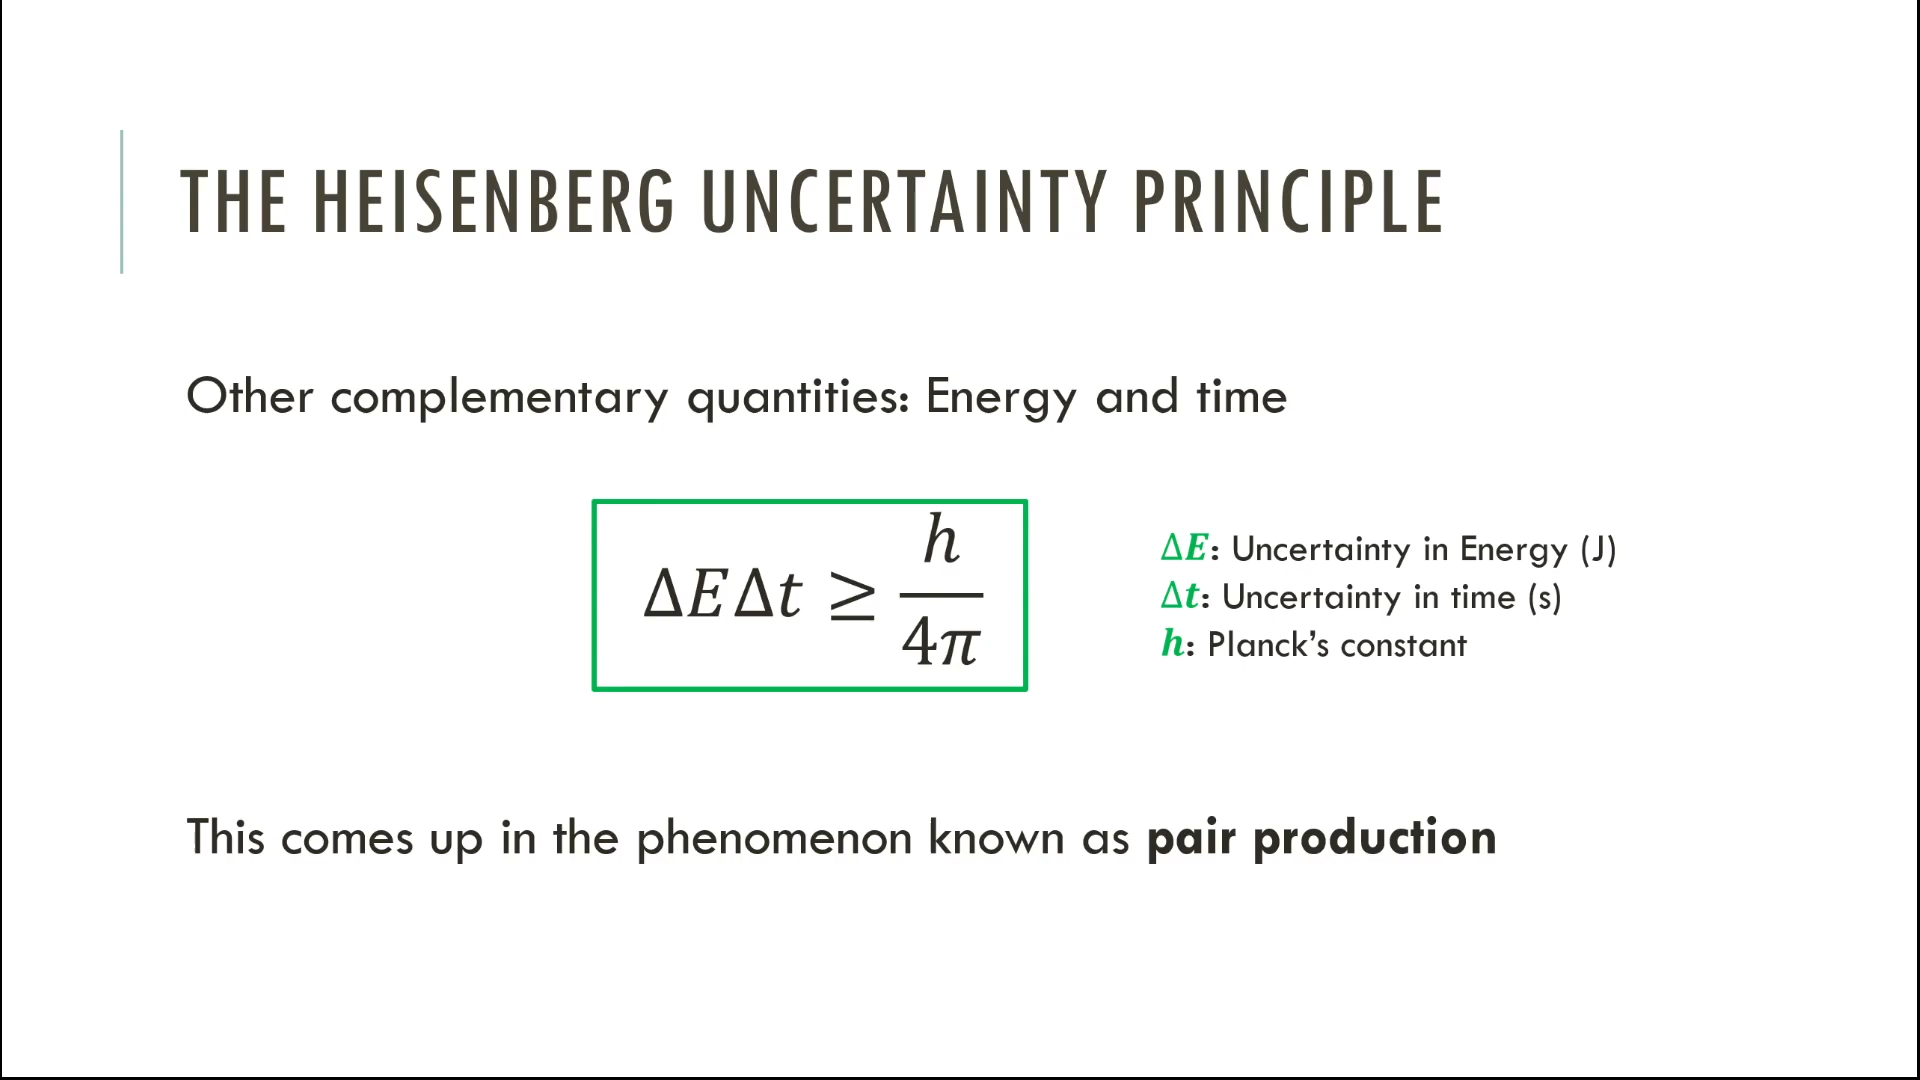 THE HEISENBERG UNCERTAINTY PRINCIPLE
Other complementary quantities: Energy and time
ΔEΔt ≥ h/4π
ΔE: Uncertainty in Energy (J)
Δt: Uncertainty in time (s)
h: Planck’s constant
This comes up in the phenomenon known as pair production